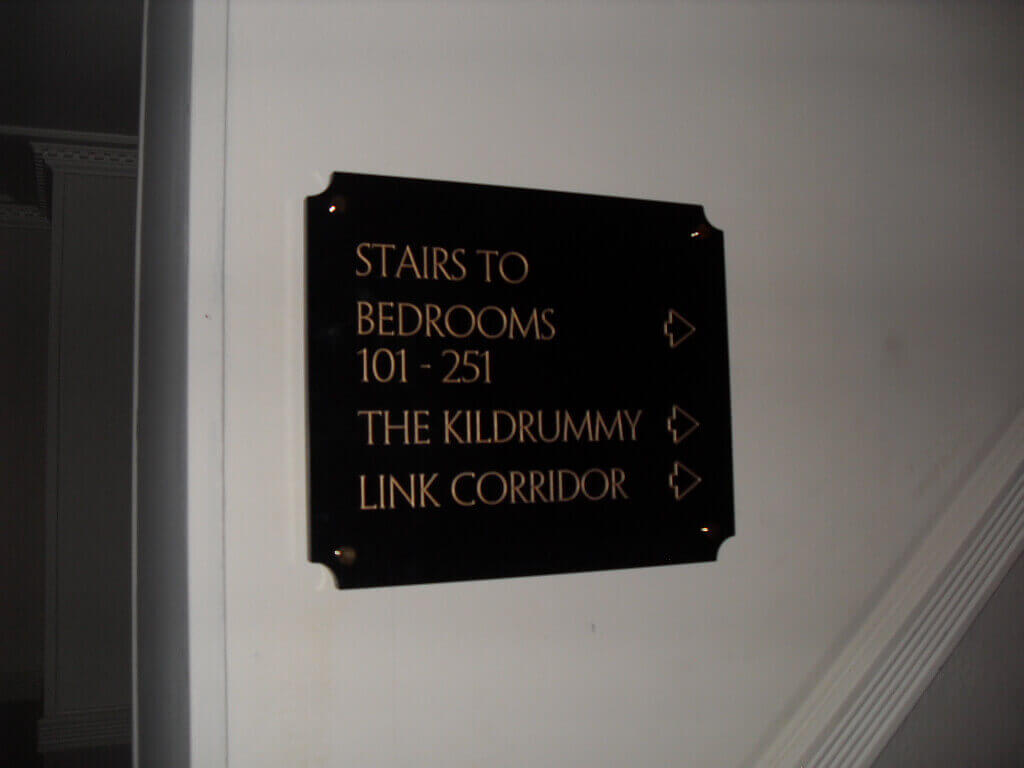 STAIRS TO
BEDROOMS
101 - 251
THE KILDRUMMY
LINK CORRIDOR